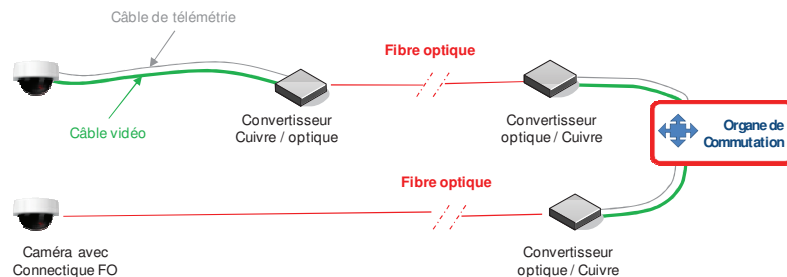 Câble de télémétrie
Fibre optique
Câble vidéo
Convertisseur
Cuivre / optique
Convertisseur
optique / Cuivre
Organe de
Commutation
Fibre optique
Caméra avec
Connectique FO
Convertisseur
optique / Cuivre